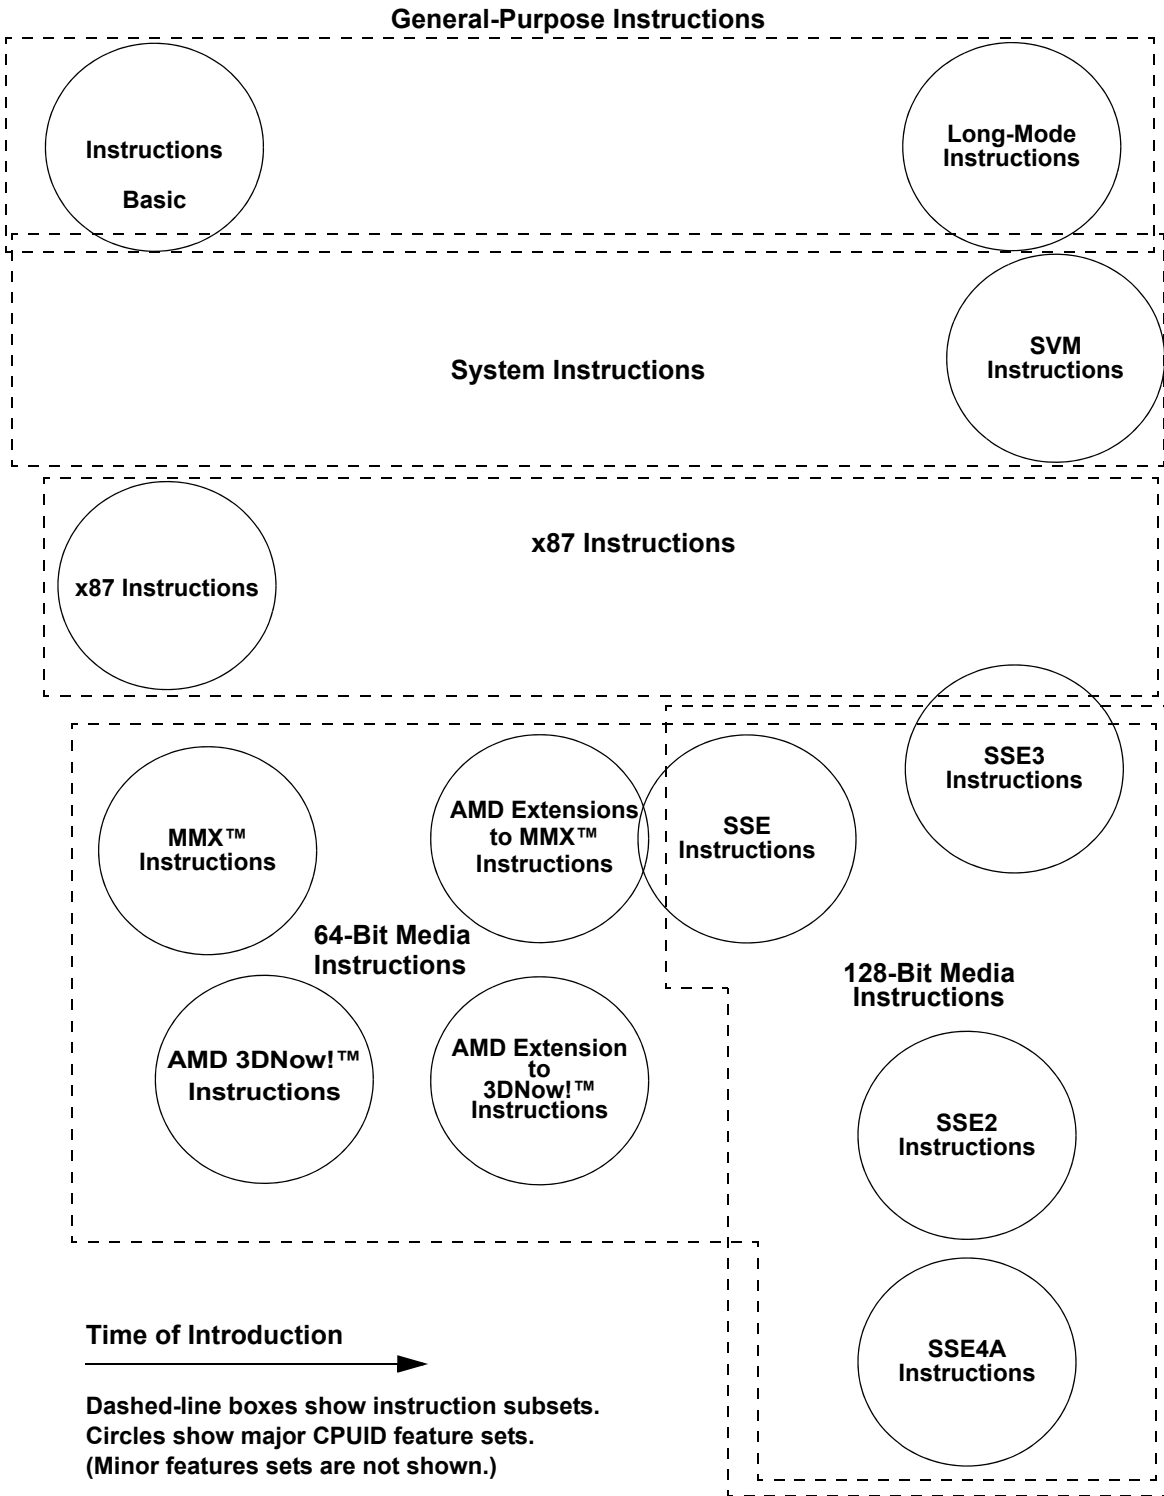 General-Purpose Instructions
Instructions
Basic
Long-Mode
Instructions
System Instructions
SVM
Instructions
x87 Instructions
x87 Instructions
MMX™
Instructions
AMD Extensions
to MMX™
Instructions
SSE
Instructions
SSE3
Instructions
64-Bit Media
Instructions
128-Bit Media
Instructions
AMD 3DNow!™
Instructions
AMD Extension
to
3DNow!™
Instructions
SSE2
Instructions
SSE4A
Instructions
Time of Introduction
Dashed-line boxes show instruction subsets.
Circles show major CPUID feature sets.
(Minor features sets are not shown.)